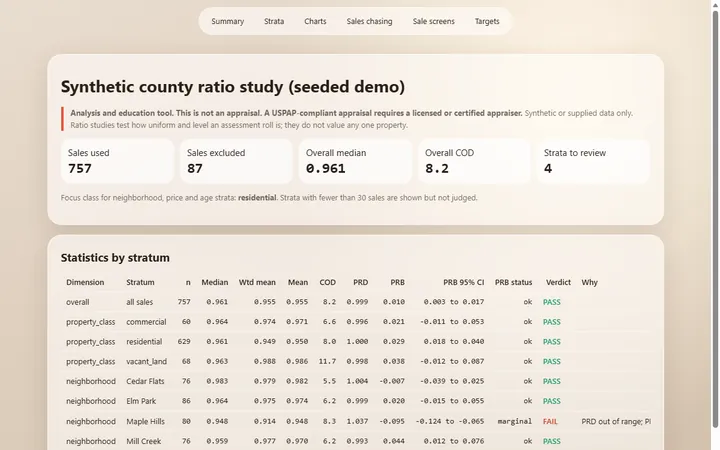 Summary Strata Charts Sales chasing Sale screens Targets
Synthetic county ratio study (seeded demo)
Analysis and education tool. This is not an appraisal. A USPAP-compliant appraisal requires a licensed or certified appraiser. Synthetic or supplied data only.
Ratio studies test how uniform and level an assessment roll is; they do not value any one property.
Sales used Sales excluded Overall median Overall COD Strata to review
757 87 0.961 8.2 4
Focus class for neighborhood, price and age strata: residential. Strata with fewer than 30 sales are shown but not judged.
Statistics by stratum
Dimension Stratum n Median Wtd mean Mean COD PRD PRB PRB 95% CI PRB status Verdict Why
overall all sales 757 0.961 0.955 0.955 8.2 0.999 0.010 0.003 to 0.017 ok PASS
property_class commercial 60 0.964 0.974 0.971 6.6 0.996 0.021 -0.011 to 0.053 ok PASS
property_class residential 629 0.961 0.949 0.950 8.0 1.000 0.029 0.018 to 0.040 ok PASS
property_class vacant_land 68 0.963 0.988 0.986 11.7 0.998 0.038 -0.012 to 0.087 ok PASS
neighborhood Cedar Flats 76 0.983 0.979 0.982 5.5 1.004 -0.007 -0.039 to 0.025 ok PASS
neighborhood Elm Park 86 0.964 0.975 0.974 6.2 0.999 0.020 -0.015 to 0.055 ok PASS
neighborhood Maple Hills 80 0.948 0.914 0.948 8.3 1.037 -0.095 -0.124 to -0.065 marginal FAIL PRD out of range;
neighborhood Mill Creek 76 0.959 0.977 0.970 6.2 0.993 0.044 0.012 to 0.076 ok PASS